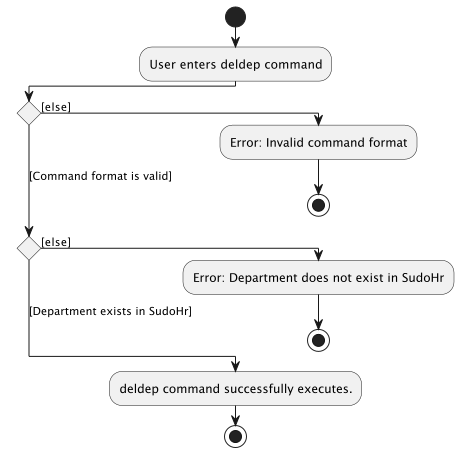 User enters deldep command
[else]
Error: Invalid command format
[Command format is valid]
[else]
Error: Department does not exist in SudoHr
[Department exists in SudoHr]
deldep command successfully executes.